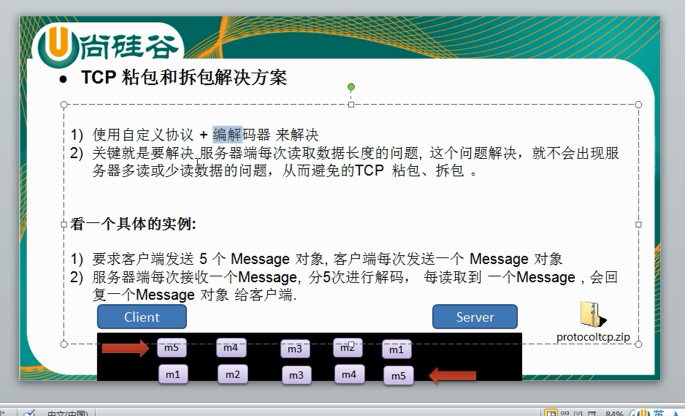 U尚硅谷
● TCP 粘包和拆包解决方案
1) 使用自定义协议 + 编解码器 来解决
2) 关键就是要解决 服务器端每次读取数据长度的问题, 这个问题解决，就不会出现服
务器多读或少读数据的问题，从而避免的TCP 粘包、拆包 。
看一个具体的实例:
1) 要求客户端发送 5 个 Message 对象, 客户端每次发送一个 Message 对象
2) 服务器端每次接收一个Message, 分5次进行解码， 每读取到 一个Message , 会回
复一个Message 对象 给客户端.
Client Server
protocoltcp.zip
m5 m4 m3 m2 m1
m1 m2 m3 m4 m5
中文(中国) 84% 英